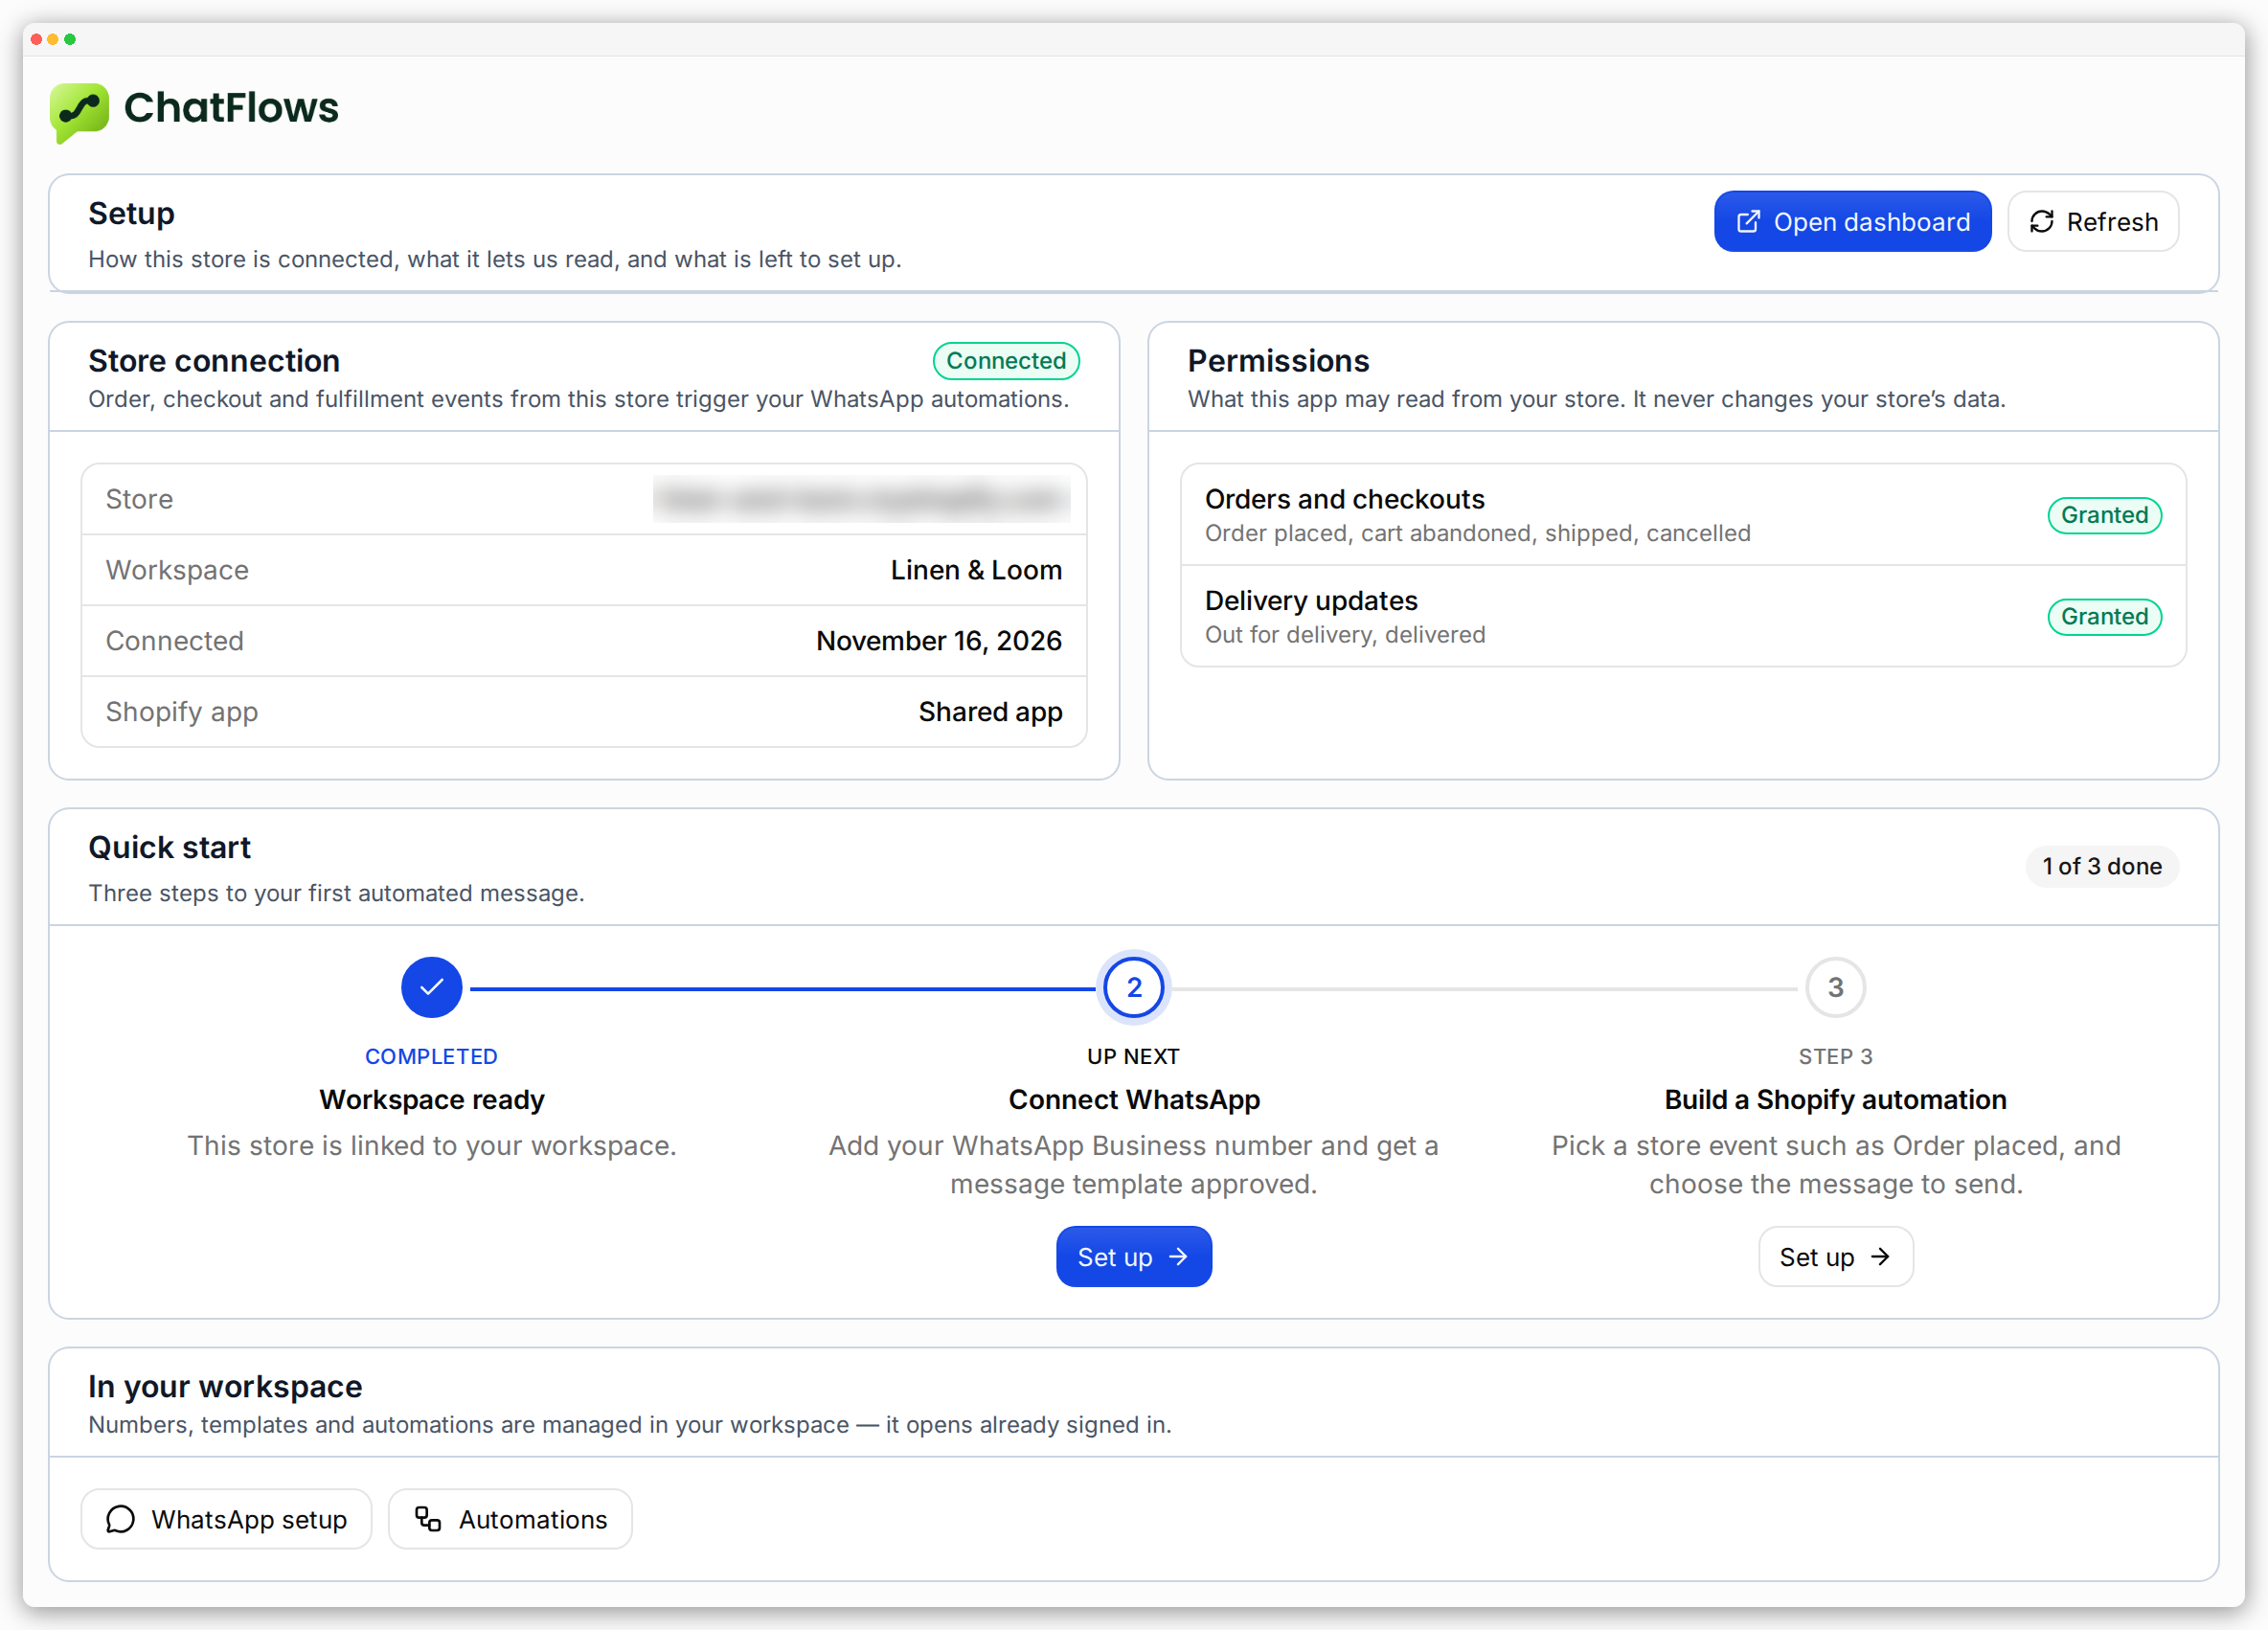 ChatFlows
Setup
How this store is connected, what it lets us read, and what is left to set up.
Open dashboard
Refresh
Store connection
Connected
Order, checkout and fulfillment events from this store trigger your WhatsApp automations.
Store
Workspace
Linen & Loom
Connected
November 16, 2026
Shopify app
Shared app
Permissions
What this app may read from your store. It never changes your store’s data.
Orders and checkouts
Order placed, cart abandoned, shipped, cancelled
Granted
Delivery updates
Out for delivery, delivered
Granted
Quick start
Three steps to your first automated message.
1 of 3 done
COMPLETED
Workspace ready
This store is linked to your workspace.
2
UP NEXT
Connect WhatsApp
Add your WhatsApp Business number and get a
message template approved.
Set up
3
STEP 3
Build a Shopify automation
Pick a store event such as Order placed, and
choose the message to send.
Set up
In your workspace
Numbers, templates and automations are managed in your workspace — it opens already signed in.
WhatsApp setup
Automations